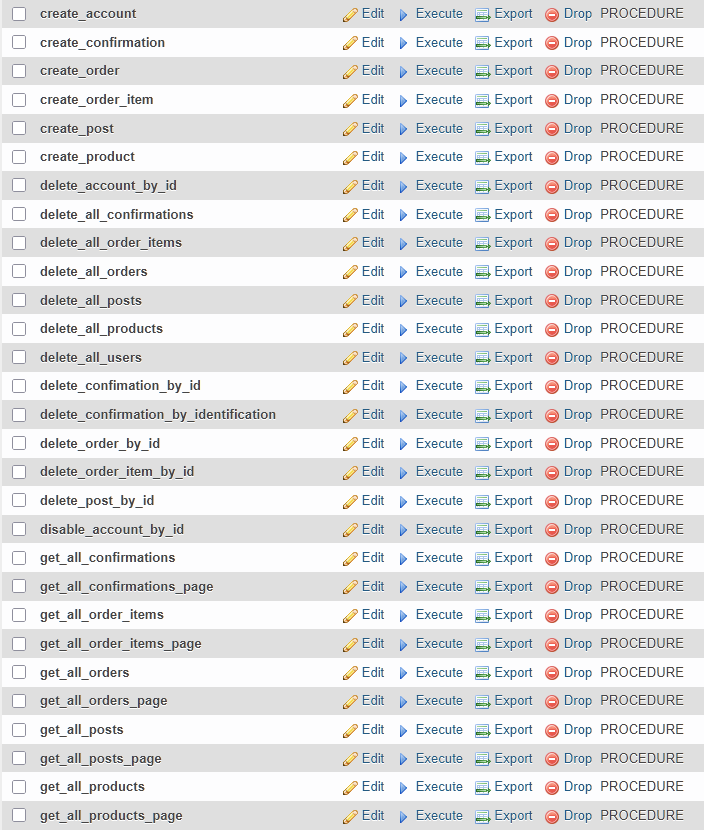 create_account Edit Execute Export Drop PROCEDURE
create_confirmation Edit Execute Export Drop PROCEDURE
create_order Edit Execute Export Drop PROCEDURE
create_order_item Edit Execute Export Drop PROCEDURE
create_post Edit Execute Export Drop PROCEDURE
create_product Edit Execute Export Drop PROCEDURE
delete_account_by_id Edit Execute Export Drop PROCEDURE
delete_all_confirmations Edit Execute Export Drop PROCEDURE
delete_all_order_items Edit Execute Export Drop PROCEDURE
delete_all_orders Edit Execute Export Drop PROCEDURE
delete_all_posts Edit Execute Export Drop PROCEDURE
delete_all_products Edit Execute Export Drop PROCEDURE
delete_all_users Edit Execute Export Drop PROCEDURE
delete_confimation_by_id Edit Execute Export Drop PROCEDURE
delete_confirmation_by_identification Edit Execute Export Drop PROCEDURE
delete_order_by_id Edit Execute Export Drop PROCEDURE
delete_order_item_by_id Edit Execute Export Drop PROCEDURE
delete_post_by_id Edit Execute Export Drop PROCEDURE
disable_account_by_id Edit Execute Export Drop PROCEDURE
get_all_confirmations Edit Execute Export Drop PROCEDURE
get_all_confirmations_page Edit Execute Export Drop PROCEDURE
get_all_order_items Edit Execute Export Drop PROCEDURE
get_all_order_items_page Edit Execute Export Drop PROCEDURE
get_all_orders Edit Execute Export Drop PROCEDURE
get_all_orders_page Edit Execute Export Drop PROCEDURE
get_all_posts Edit Execute Export Drop PROCEDURE
get_all_posts_page Edit Execute Export Drop PROCEDURE
get_all_products Edit Execute Export Drop PROCEDURE
get_all_products_page Edit Execute Export Drop PROCEDURE